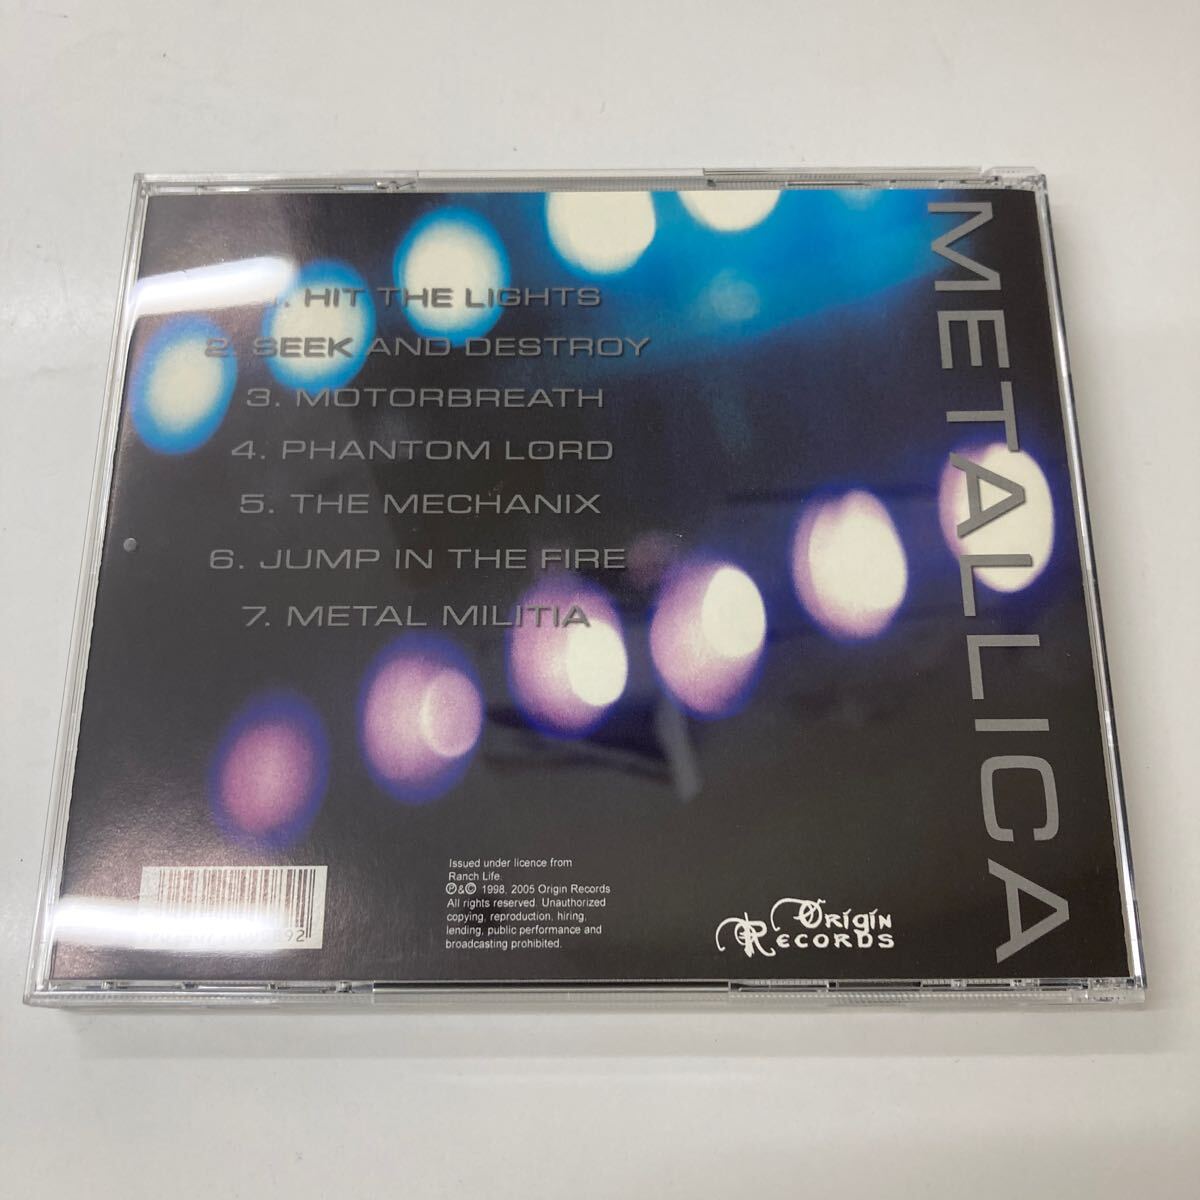 1. HIT THE LIGHTS
2. SEEK AND DESTROY
3. MOTORBREATH
4. PHANTOM LORD
5. THE MECHANIX
6. JUMP IN THE FIRE
7. METAL MILITIA
METALLICA
Issued under licence from
Ranch Life.
℗&© 1998, 2005 Origin Records
All rights reserved. Unauthorized
copying, reproduction, hiring,
lending, public performance and
broadcasting prohibited.
Origin
Records